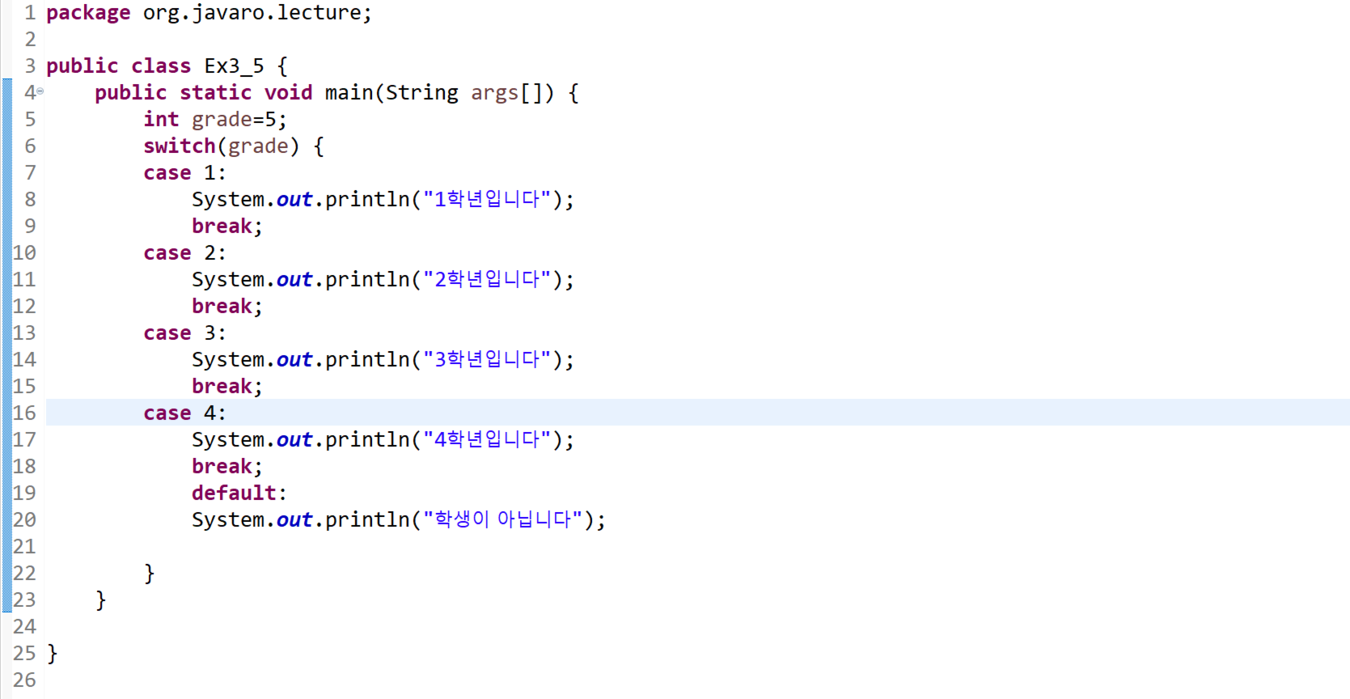 1 package org.javaro.lecture;
2
3 public class Ex3_5 {
4     public static void main(String args[]) {
5         int grade=5;
6         switch(grade) {
7         case 1:
8             System.out.println("1학년입니다");
9             break;
10         case 2:
11             System.out.println("2학년입니다");
12             break;
13         case 3:
14             System.out.println("3학년입니다");
15             break;
16         case 4:
17             System.out.println("4학년입니다");
18             break;
19             default:
20             System.out.println("학생이 아닙니다");
21
22         }
23     }
24
25 }
26